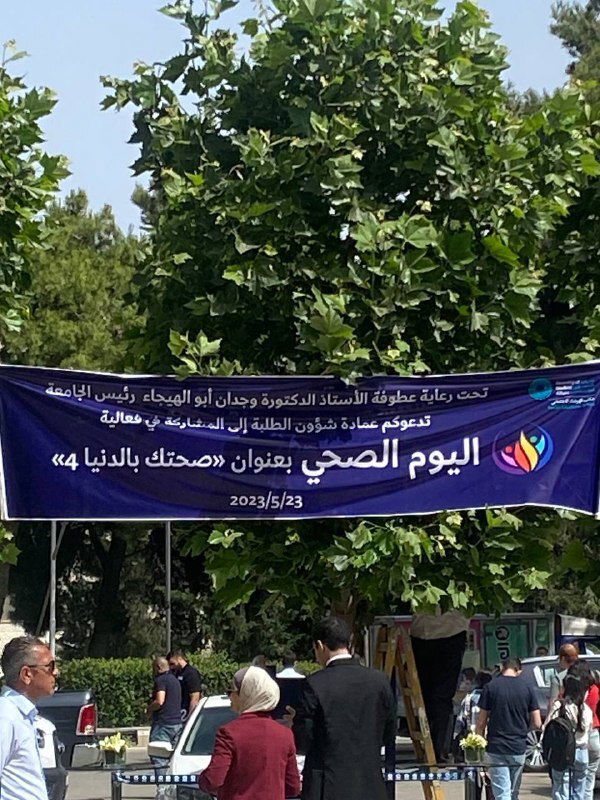 تحت رعاية عطوفة الأستاذ الدكتورة وجدان أبو الهيجاء رئيس الجامعة
تدعوكم عمادة شؤون الطلبة إلى المشاركة في فعالية
اليوم الصحي بعنوان «صحتك بالدنيا 4»
2023/5/23